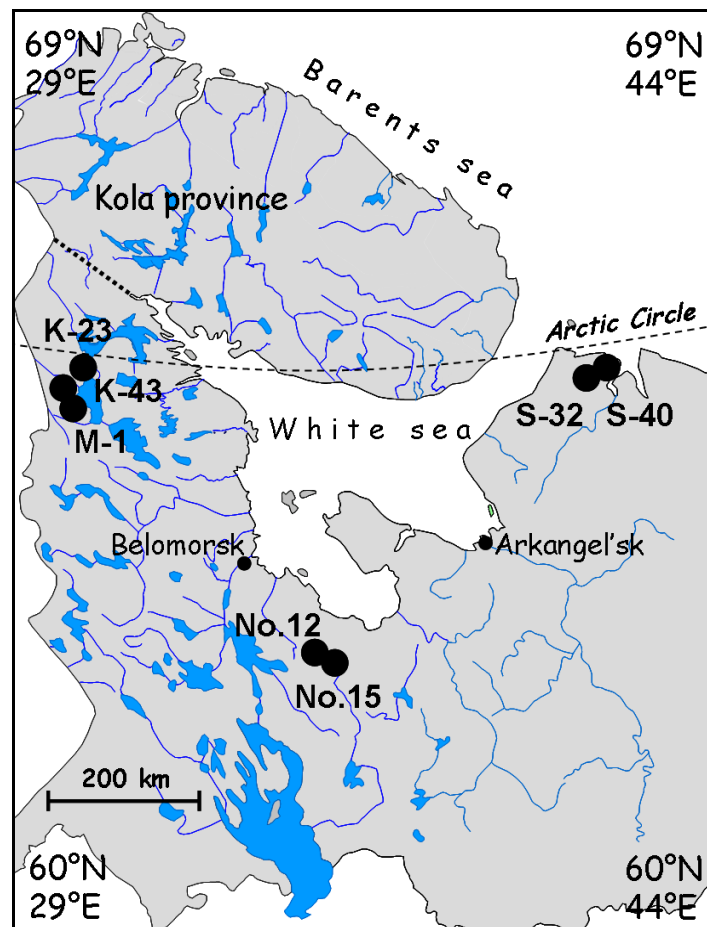 69°N
29°E
69°N
44°E
Barents sea
Kola province
Arctic Circle
K-23
K-43
M-1
S-32
S-40
White sea
Belomorsk
Arkangel'sk
No.12
No.15
200 km
60°N
29°E
60°N
44°E